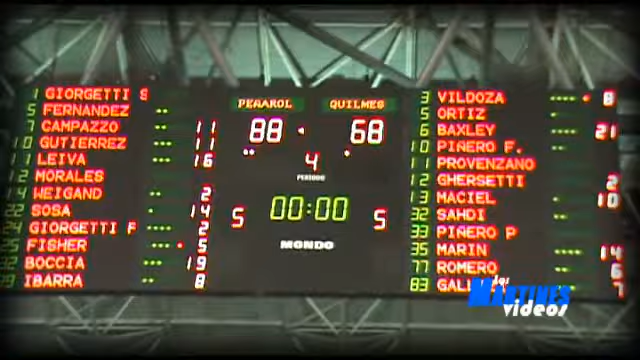 1 GIORGETTI S
5 FERNANDEZ
7 CAMPAZZO 11
10 GUTIERREZ 11
11 LEIVA 16
12 MORALES
14 WEIGAND 2
22 SOSA 14
24 GIORGETTI F 2
25 FISHER 5
BOCCIA 19
IBARRA 8
PEÑAROL QUILMES
88 68
4
PERIODO
5 00:00 5
MONDO
3 VILDOZA 8
5 ORTIZ
6 BAXLEY 21
10 PIÑERO F.
11 PROVENZANO
12 GHERSETTI 2
13 MACIEL 10
32 SAHDI
33 PIÑERO P
35 MARIN 14
77 ROMERO 6
83 7
los
MARTINES
videos